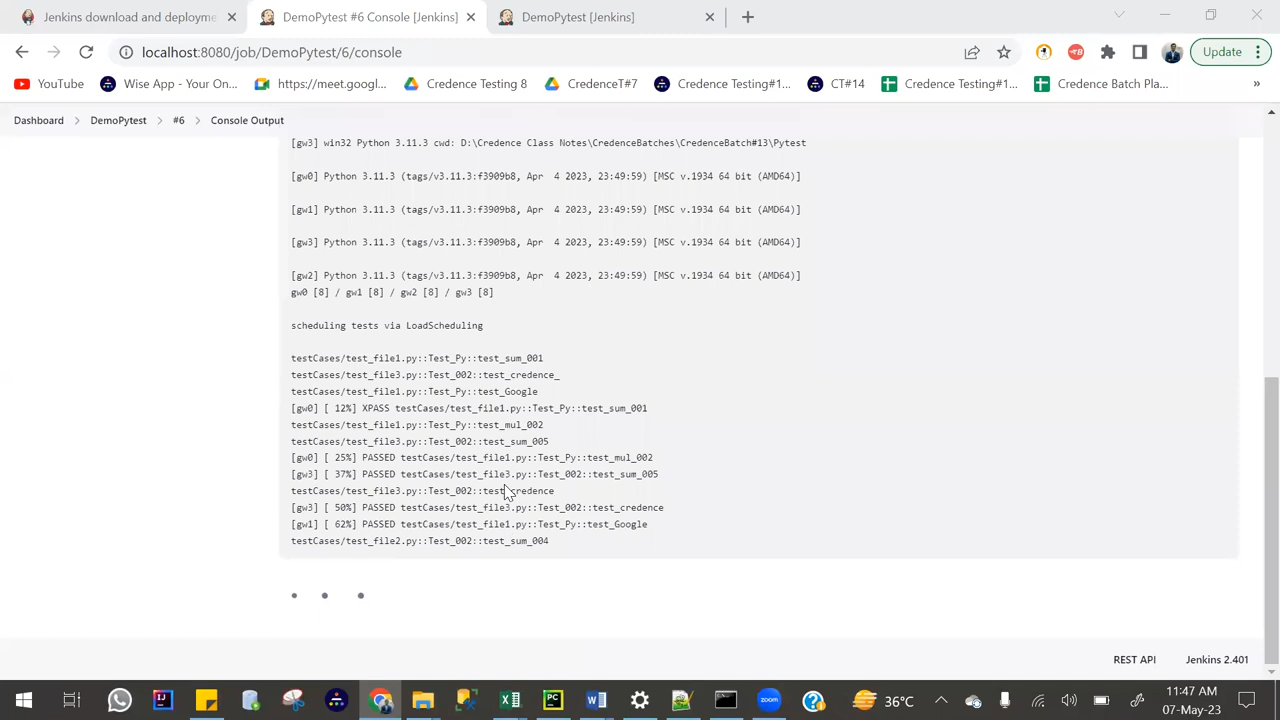 Jenkins download and deployme
DemoPytest #6 Console [Jenkins]
DemoPytest [Jenkins]
localhost:8080/job/DemoPytest/6/console
Update
YouTube
Wise App - Your On...
https://meet.googl...
Credence Testing 8
CredenceT#7
Credence Testing#1...
CT#14
Credence Testing#1...
Credence Batch Pla...
»
Dashboard > DemoPytest > #6 > Console Output
[gw3] win32 Python 3.11.3 cwd: D:\Credence Class Notes\CredenceBatches\CredenceBatch#13\Pytest
[gw0] Python 3.11.3 (tags/v3.11.3:f3909b8, Apr  4 2023, 23:49:59) [MSC v.1934 64 bit (AMD64)]
[gw1] Python 3.11.3 (tags/v3.11.3:f3909b8, Apr  4 2023, 23:49:59) [MSC v.1934 64 bit (AMD64)]
[gw3] Python 3.11.3 (tags/v3.11.3:f3909b8, Apr  4 2023, 23:49:59) [MSC v.1934 64 bit (AMD64)]
[gw2] Python 3.11.3 (tags/v3.11.3:f3909b8, Apr  4 2023, 23:49:59) [MSC v.1934 64 bit (AMD64)]
gw0 [8] / gw1 [8] / gw2 [8] / gw3 [8]
scheduling tests via LoadScheduling
testCases/test_file1.py::Test_Py::test_sum_001
testCases/test_file3.py::Test_002::test_credence_
testCases/test_file1.py::Test_Py::test_Google
[gw0] [ 12%] XPASS testCases/test_file1.py::Test_Py::test_sum_001
testCases/test_file1.py::Test_Py::test_mul_002
testCases/test_file3.py::Test_002::test_sum_005
[gw0] [ 25%] PASSED testCases/test_file1.py::Test_Py::test_mul_002
[gw3] [ 37%] PASSED testCases/test_file3.py::Test_002::test_sum_005
testCases/test_file3.py::Test_002::test_credence
[gw3] [ 50%] PASSED testCases/test_file3.py::Test_002::test_credence
[gw1] [ 62%] PASSED testCases/test_file1.py::Test_Py::test_Google
testCases/test_file2.py::Test_002::test_sum_004
REST API
Jenkins 2.401
36°C
11:47 AM
07-May-23